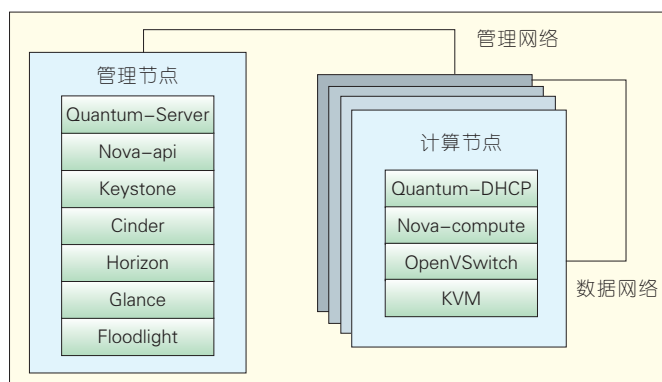 管理网络
管理节点
Quantum-Server
Nova-api
Keystone
Cinder
Horizon
Glance
Floodlight
计算节点
Quantum-DHCP
Nova-compute
OpenVSwitch
KVM
数据网络